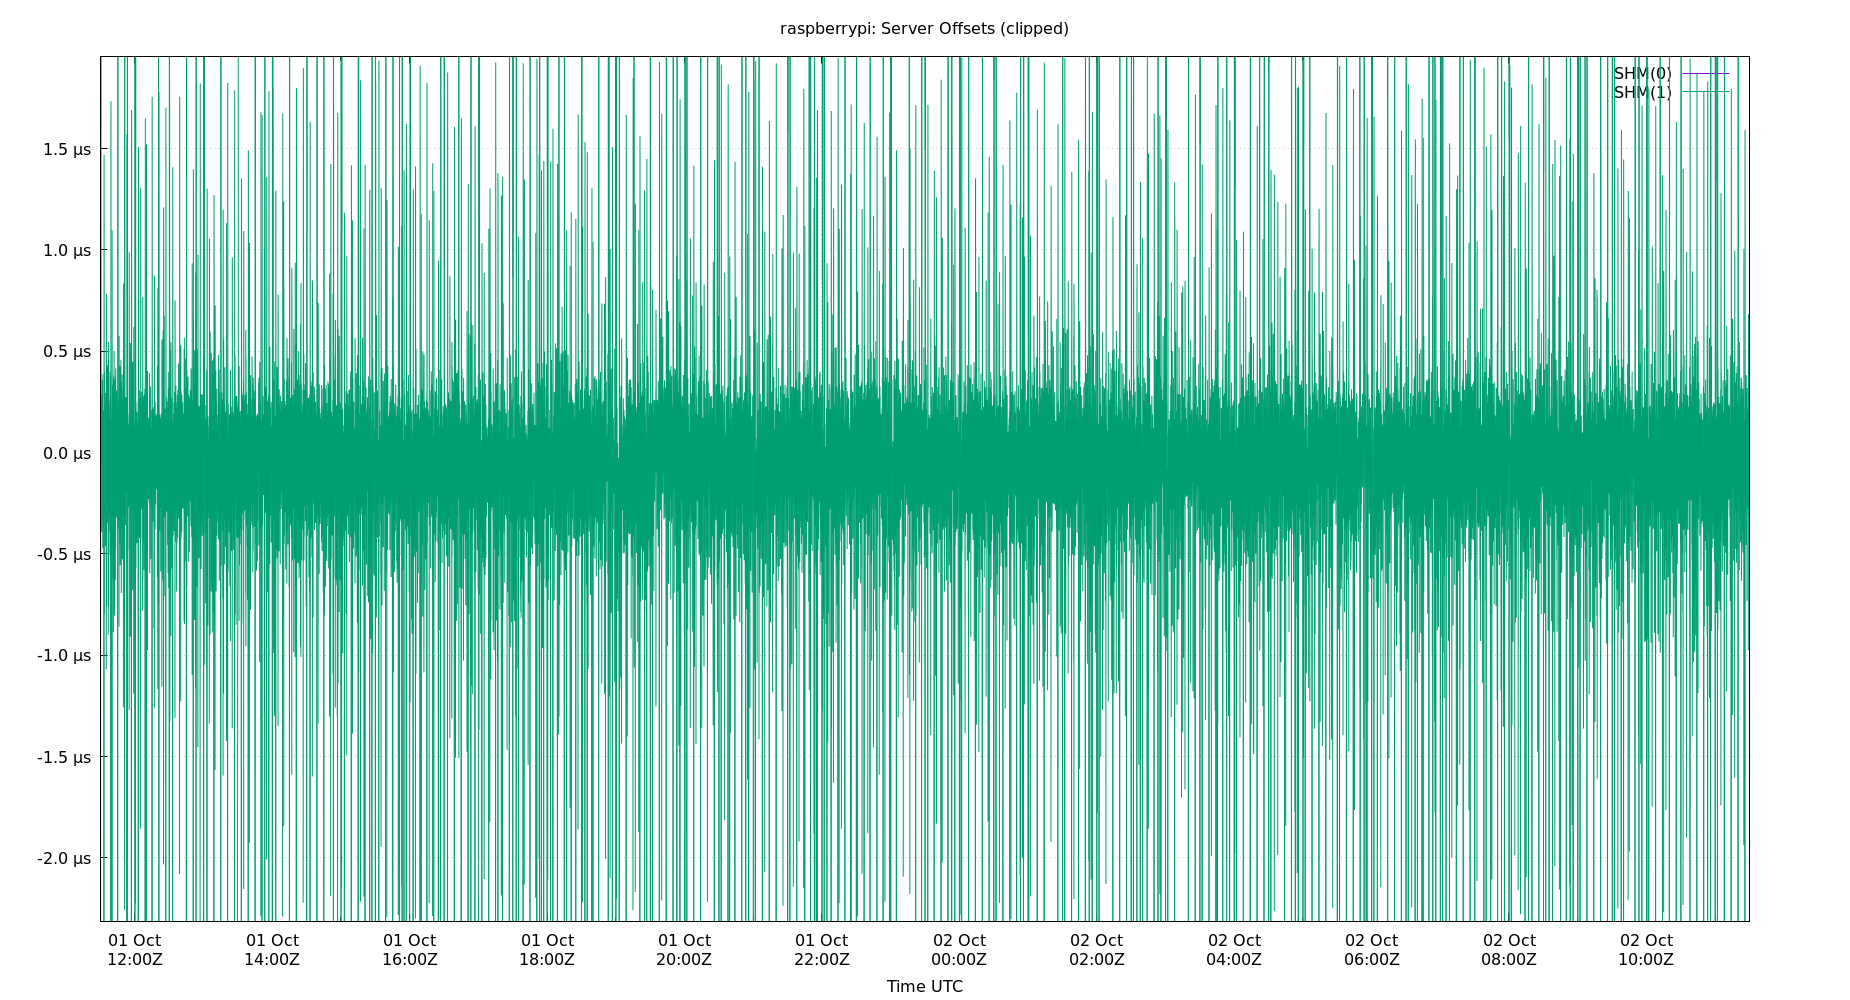 raspberrypi: Server Offsets (clipped)
SHM(0)
SHM(1)
1.5 µs
1.0 µs
0.5 µs
0.0 µs
-0.5 µs
-1.0 µs
-1.5 µs
-2.0 µs
01 Oct 01 Oct 01 Oct 01 Oct 01 Oct 01 Oct 02 Oct 02 Oct 02 Oct 02 Oct 02 Oct 02 Oct
12:00Z 14:00Z 16:00Z 18:00Z 20:00Z 22:00Z 00:00Z 02:00Z 04:00Z 06:00Z 08:00Z 10:00Z
Time UTC